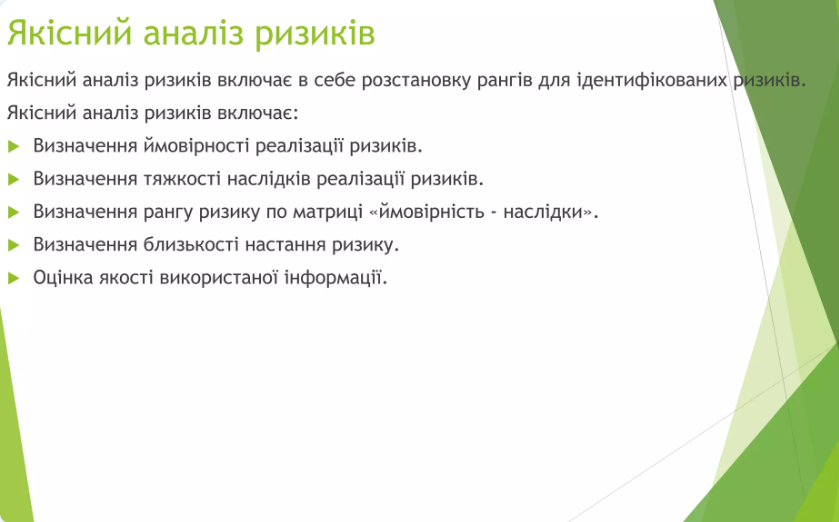 Якісний аналіз ризиків
Якісний аналіз ризиків включає в себе розстановку рангів для ідентифікованих ризиків.
Якісний аналіз ризиків включає:
Визначення ймовірності реалізації ризиків.
Визначення тяжкості наслідків реалізації ризиків.
Визначення рангу ризику по матриці «ймовірність - наслідки».
Визначення близькості настання ризику.
Оцінка якості використаної інформації.